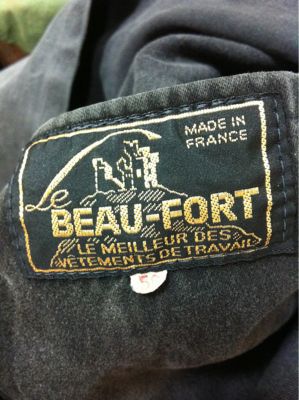 MADE IN
FRANCE
Le
BEAU-FORT
LE MEILLEUR DES
VÊTEMENTS DE TRAVAIL